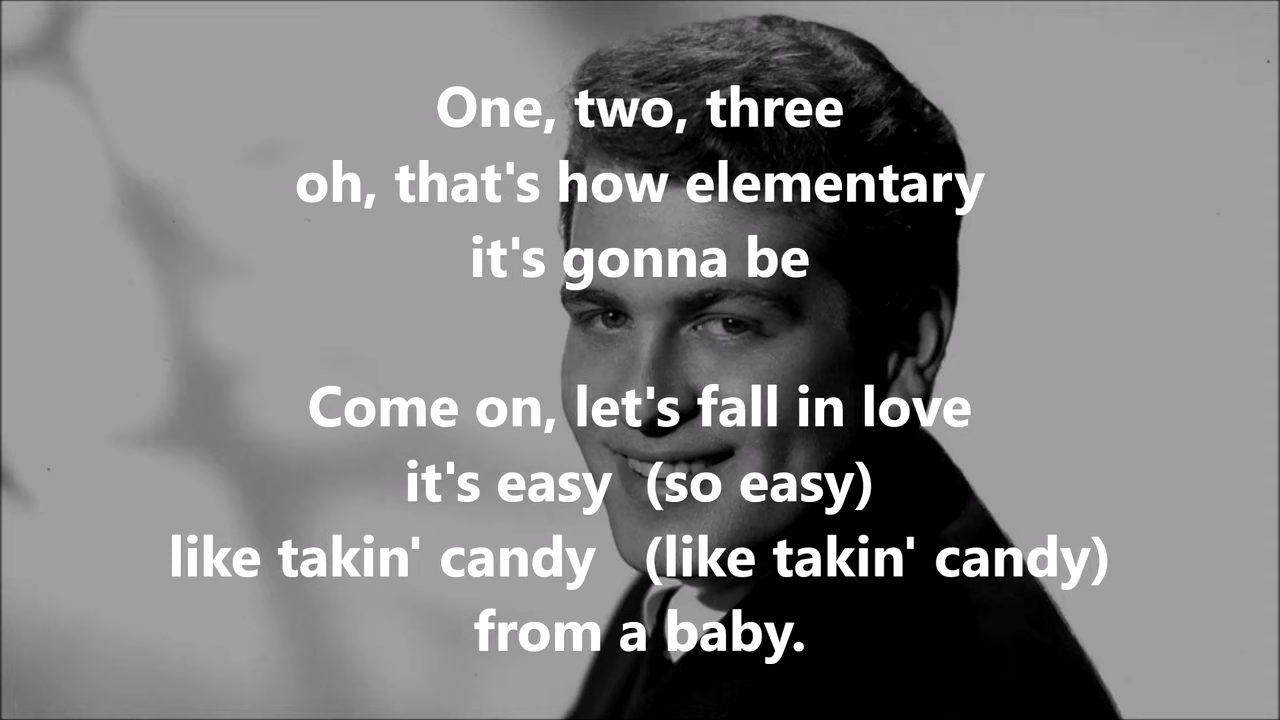 One, two, three
oh, that's how elementary
it's gonna be
Come on, let's fall in love
it's easy (so easy)
like takin' candy (like takin' candy)
from a baby.